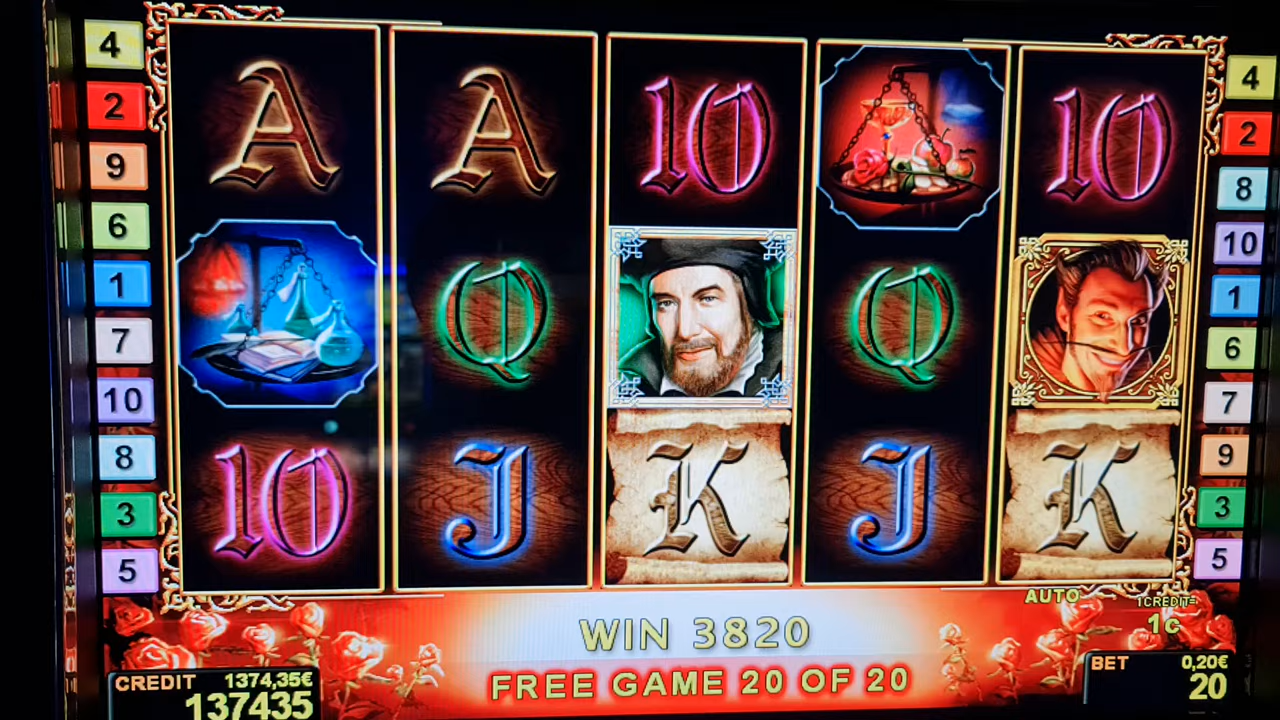 4 A A 10 10 4
2 2
9 8
6 10
1 Q Q 1
7 6
10 7
8 10 J K J K 9
3 3
5 5
AUTO 1CREDIT=
1C
WIN 3820
CREDIT 1374,35€
137435
FREE GAME 20 OF 20
BET 0,20€
20